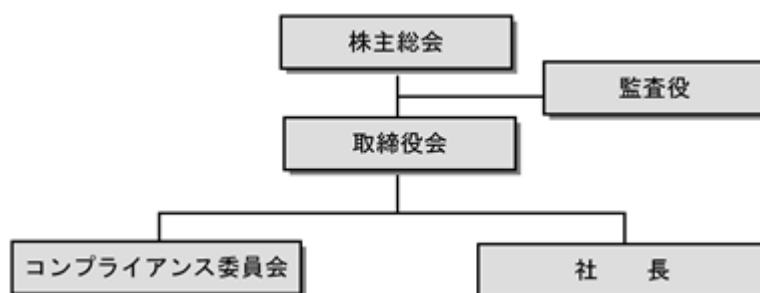 株主総会
監査役
取締役会
コンプライアンス委員会
社　　長